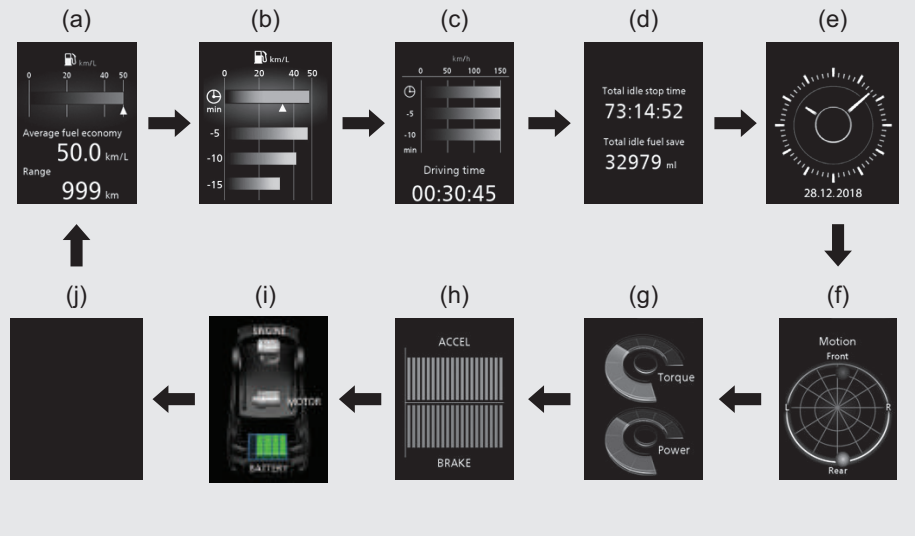 (a)
km/L
0 20 40 50
Average fuel economy
50.0 km/L
Range
999 km
(b)
km/L
0 20 40 50
min
-5
-10
-15
(c)
km/h
0 50 100 150
-5
-10
min
Driving time
00:30:45
(d)
Total idle stop time
73:14:52
Total idle fuel save
32979 ml
(e)
28.12.2018
(j)
(i)
ENGINE
MOTOR
BATTERY
(h)
ACCEL
BRAKE
(g)
Torque
Power
(f)
Motion
Front
L R
Rear